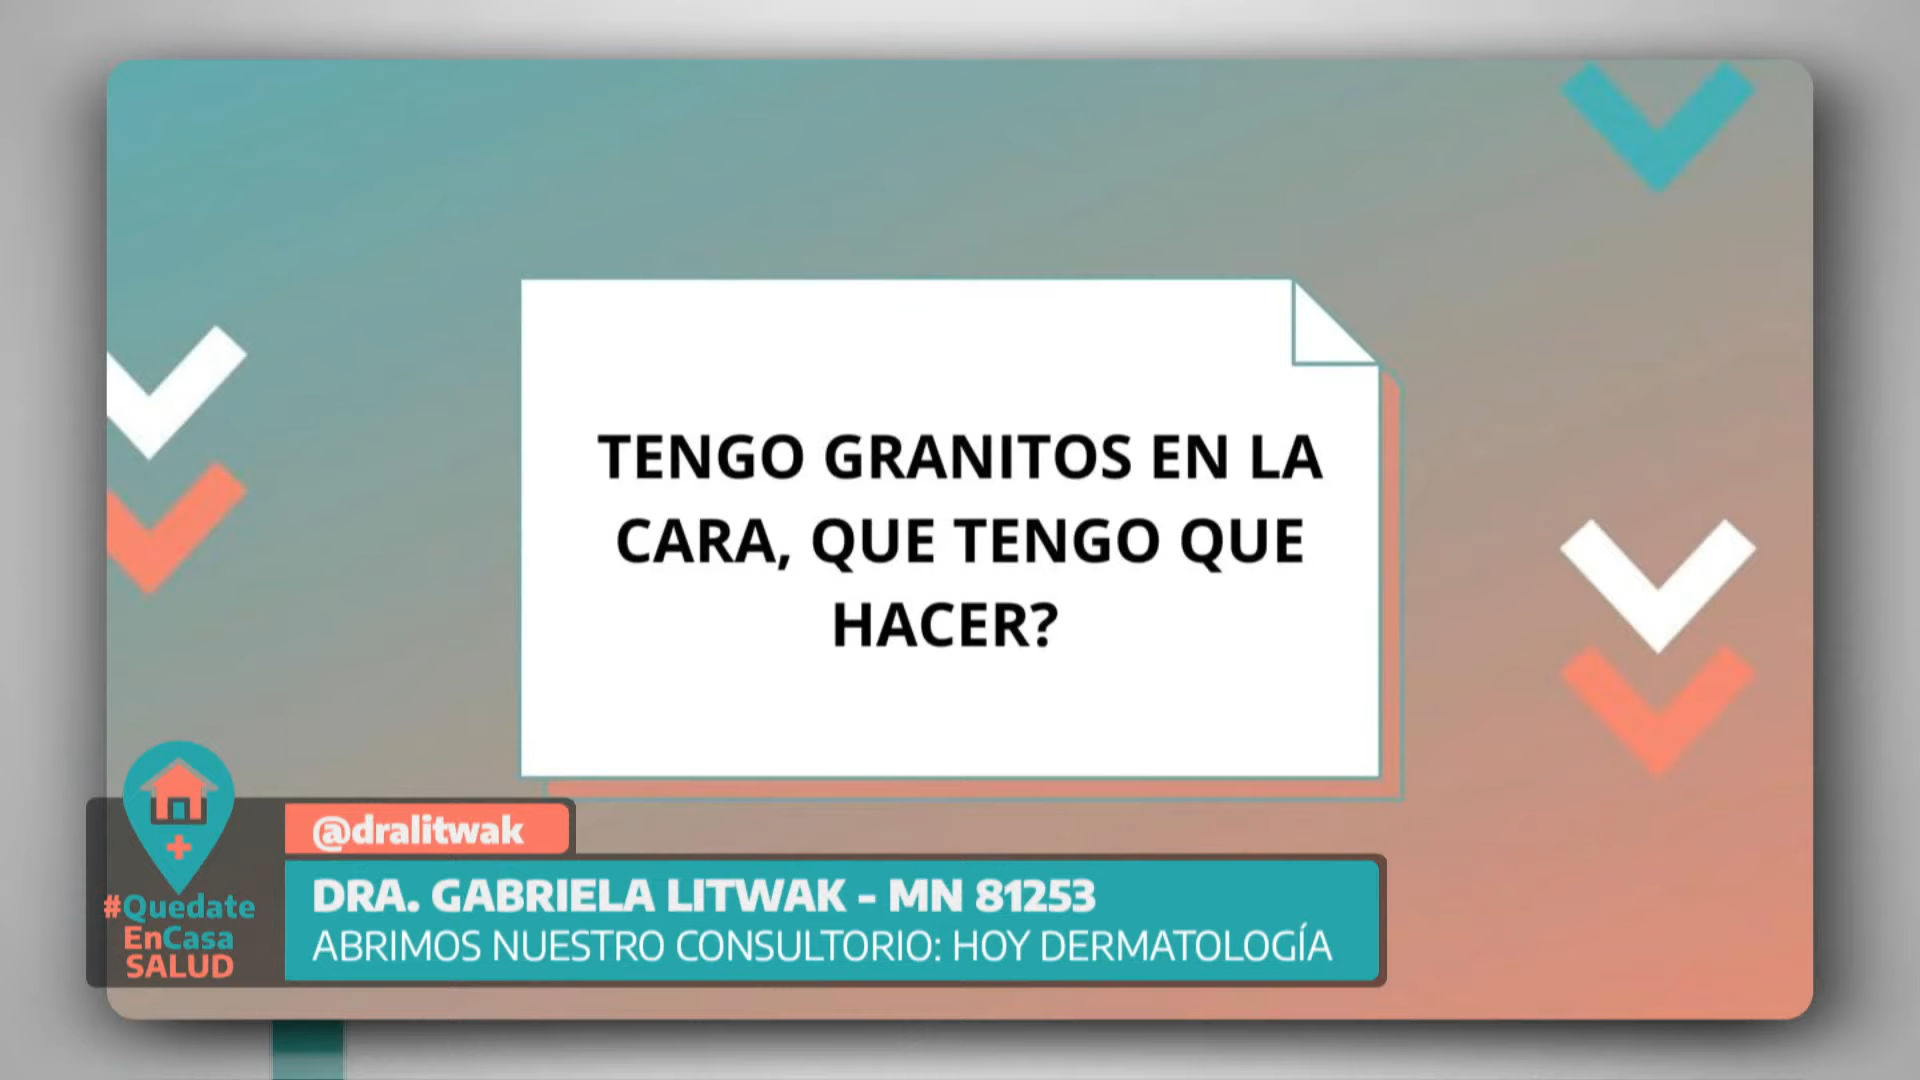 TENGO GRANITOS EN LA
CARA, QUE TENGO QUE
HACER?
@dralitwak
DRA. GABRIELA LITWAK - MN 81253
ABRIMOS NUESTRO CONSULTORIO: HOY DERMATOLOGÍA
#Quedate
EnCasa
SALUD